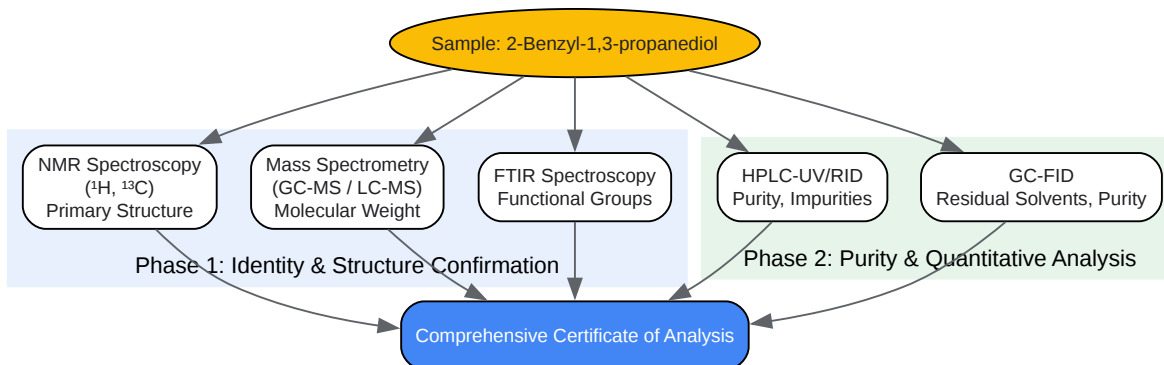 Sample: 2-Benzyl-1,3-propanediol
NMR Spectroscopy
(¹H, ¹³C)
Primary Structure
Mass Spectrometry
(GC-MS / LC-MS)
Molecular Weight
FTIR Spectroscopy
Functional Groups
HPLC-UV/RID
Purity, Impurities
GC-FID
Residual Solvents, Purity
Phase 1: Identity & Structure Confirmation
Phase 2: Purity & Quantitative Analysis
Comprehensive Certificate of Analysis